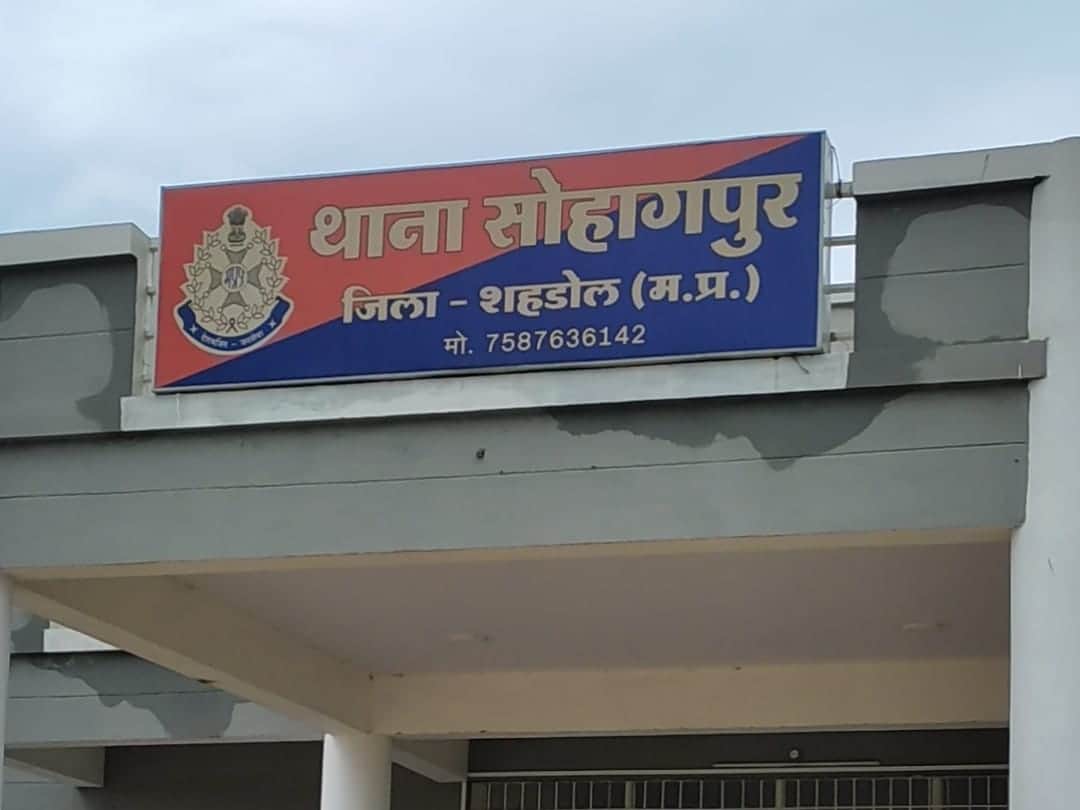 थाना सोहागपुर
जिला - शहडोल (म.प्र.)
मो. 7587636142